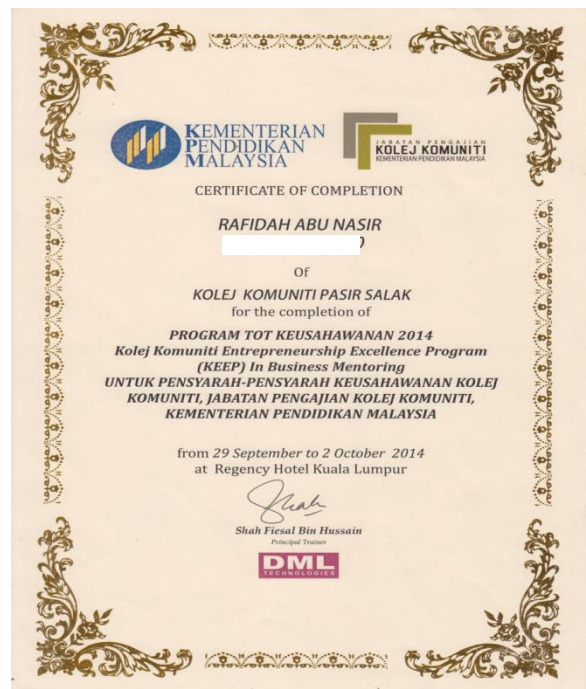 KEMENTERIAN
PENDIDIKAN
MALAYSIA
JABATAN PENGAJIAN
KOLEJ KOMUNITI
KEMENTERIAN PENDIDIKAN MALAYSIA
CERTIFICATE OF COMPLETION
RAFIDAH ABU NASIR
Of
KOLEJ KOMUNITI PASIR SALAK
for the completion of
PROGRAM TOT KEUSAHAWANAN 2014
Kolej Komuniti Entrepreneurship Excellence Program
(KEEP) In Business Mentoring
UNTUK PENSYARAH-PENSYARAH KEUSAHAWANAN KOLEJ
KOMUNITI, JABATAN PENGAJIAN KOLEJ KOMUNITI,
KEMENTERIAN PENDIDIKAN MALAYSIA
from 29 September to 2 October 2014
at Regency Hotel Kuala Lumpur
Shah
Shah Fiesal Bin Hussain
Principal Trainer
DML
TECHNOLOGIES